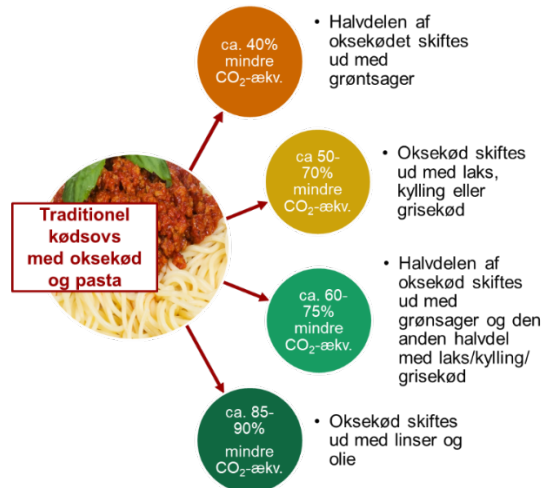 ca. 40%
mindre
CO₂-ækv.
• Halvdelen af
oksekødet skiftes
ud med
grøntsager
ca 50-
70%
mindre
CO₂-ækv.
• Oksekød skiftes
ud med laks,
kylling eller
grisekød
Traditionel
kødsovs
med oksekød
og pasta
ca. 60-
75%
mindre
CO₂-ækv.
• Halvdelen af
oksekød skiftes
ud med
grønsager og den
anden halvdel
med laks/kylling/
grisekød
ca. 85-
90%
mindre
CO₂-ækv.
• Oksekød skiftes
ud med linser og
olie